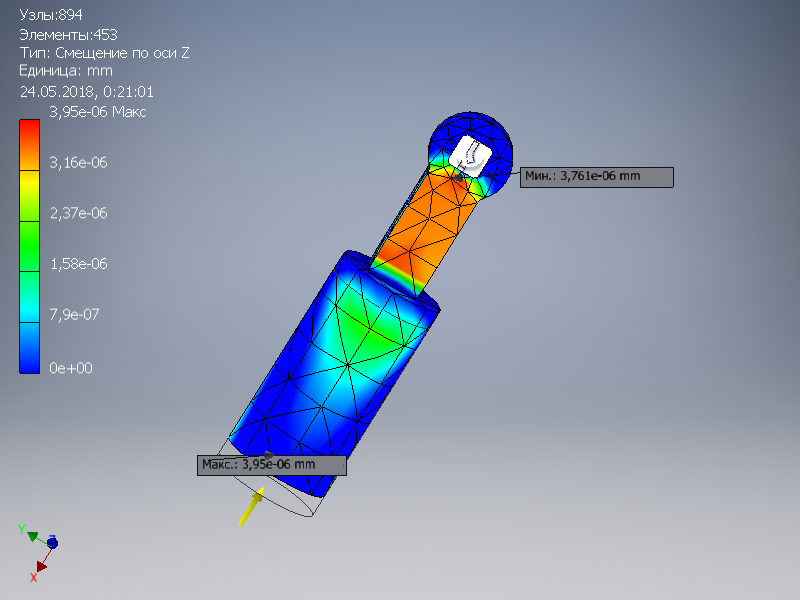 Узлы:894
Элементы:453
Тип: Смещение по оси Z
Единица: mm
24.05.2018, 0:21:01
3,95e-06 Макс
3,16e-06
2,37e-06
1,58e-06
7,9e-07
0e+00
Мин.: 3,761e-06 mm
Макс.: 3,95e-06 mm
Y
Z
X